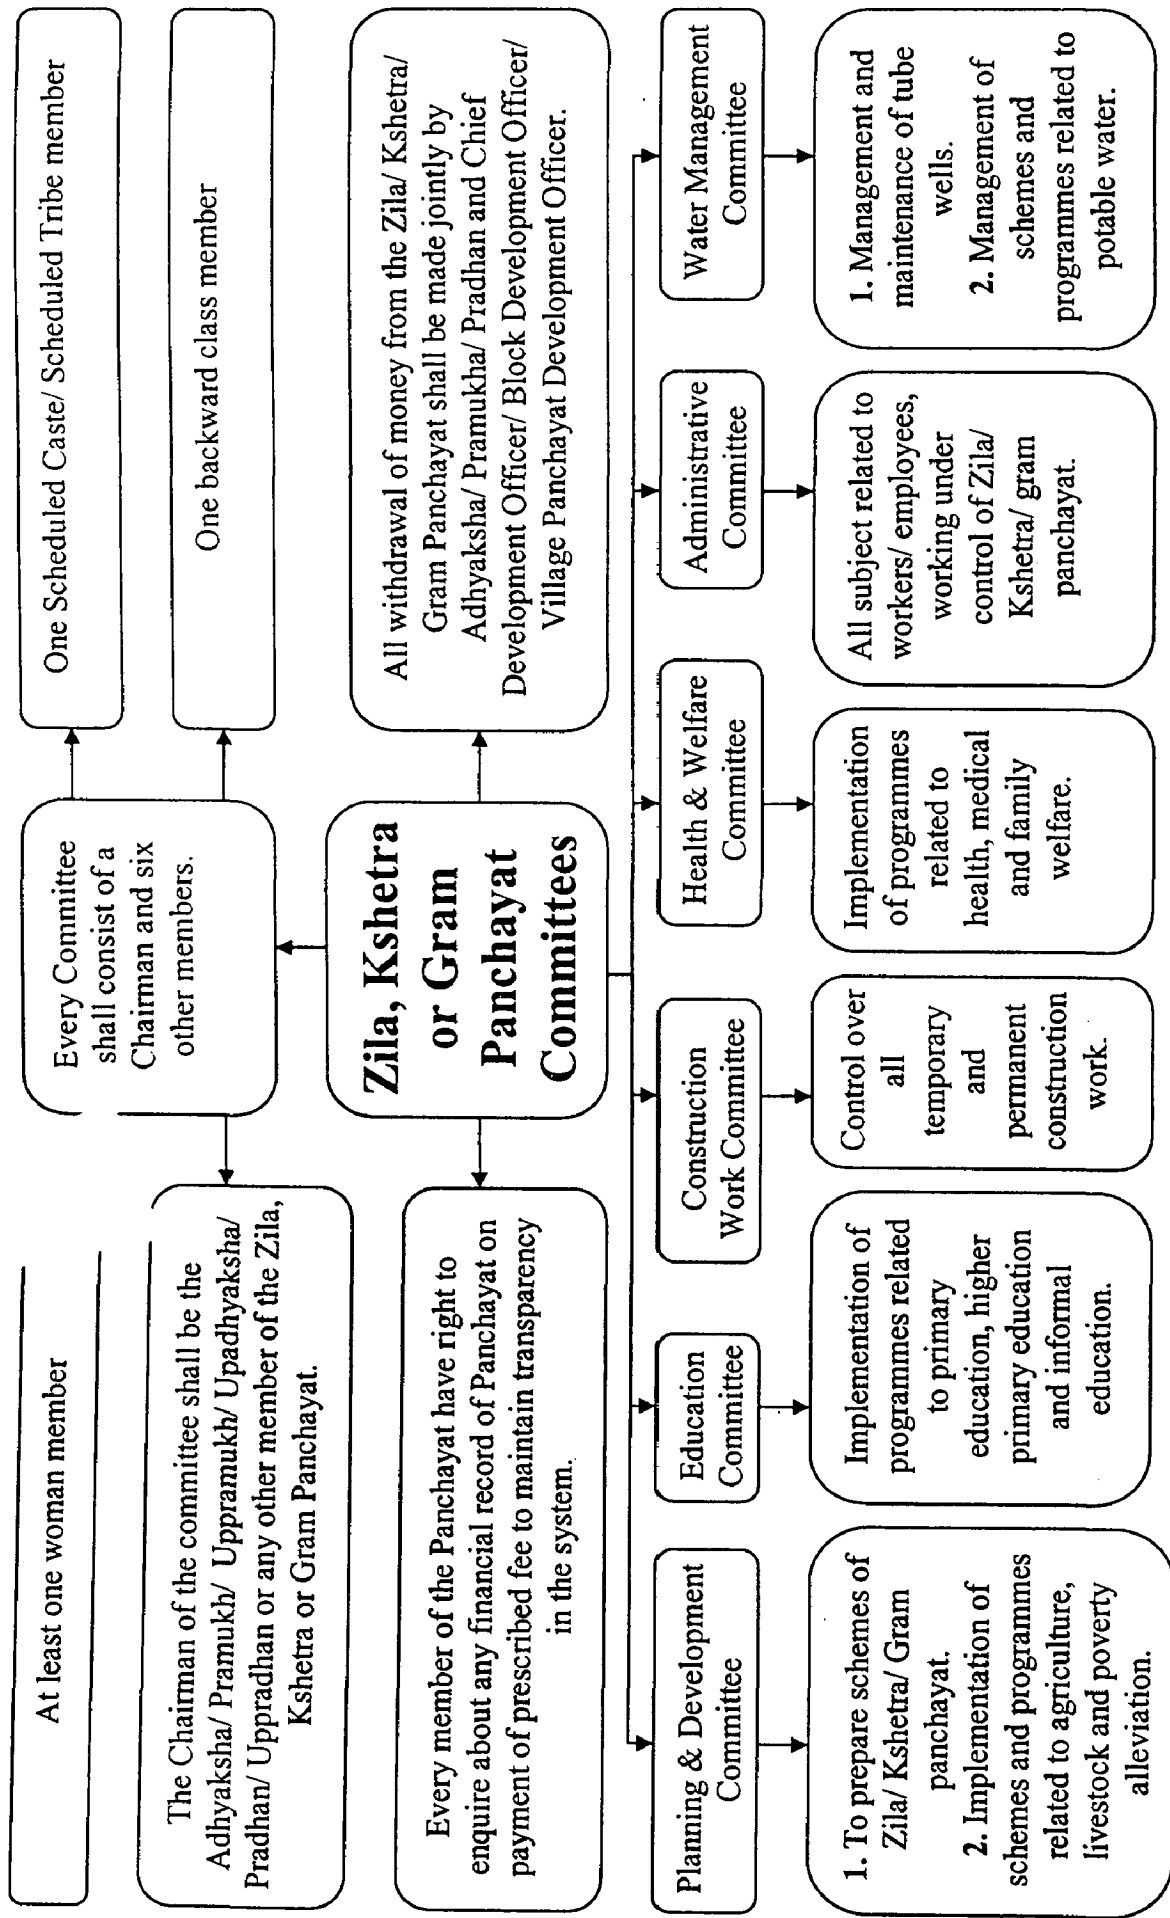 At least one woman member
Every Committee
shall consist of a
Chairman and six
other members.
One Scheduled Caste/ Scheduled Tribe member
One backward class member
The Chairman of the committee shall be the
Adhyaksha/ Pramukh/ Uppramukh/ Upadhyaksha/
Pradhan/ Uppradhan or any other member of the Zila,
Kshetra or Gram Panchayat.
Every member of the Panchayat have right to
enquire about any financial record of Panchayat on
payment of prescribed fee to maintain transparency
in the system.
Zila, Kshetra
or Gram
Panchayat
Committees
All withdrawal of money from the Zila/ Kshetra/
Gram Panchayat shall be made jointly by
Adhyaksha/ Pramukha/ Pradhan and Chief
Development Officer/ Block Development Officer/
Village Panchayat Development Officer.
Planning & Development
Committee
Education
Committee
Construction
Work Committee
Health & Welfare
Committee
Administrative
Committee
Water Management
Committee
1. To prepare schemes of
Zila/ Kshetra/ Gram
panchayat.
2. Implementation of
schemes and programmes
related to agriculture,
livestock and poverty
alleviation.
Implementation of
programmes related
to primary
education, higher
primary education
and informal
education.
Control over
all
temporary
and
permanent
construction
work.
Implementation
of programmes
related to
health, medical
and family
welfare.
All subject related to
workers/ employees,
working under
control of Zila/
Kshetra/ gram
panchayat.
1. Management and
maintenance of tube
wells.
2. Management of
schemes and
programmes related to
potable water.